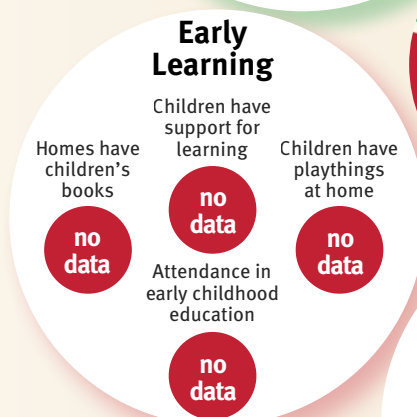 Early
Learning
Children have
support for
learning
no
data
Homes have
children's
books
no
data
Children have
playthings
at home
no
data
Attendance in
early childhood
education
no
data